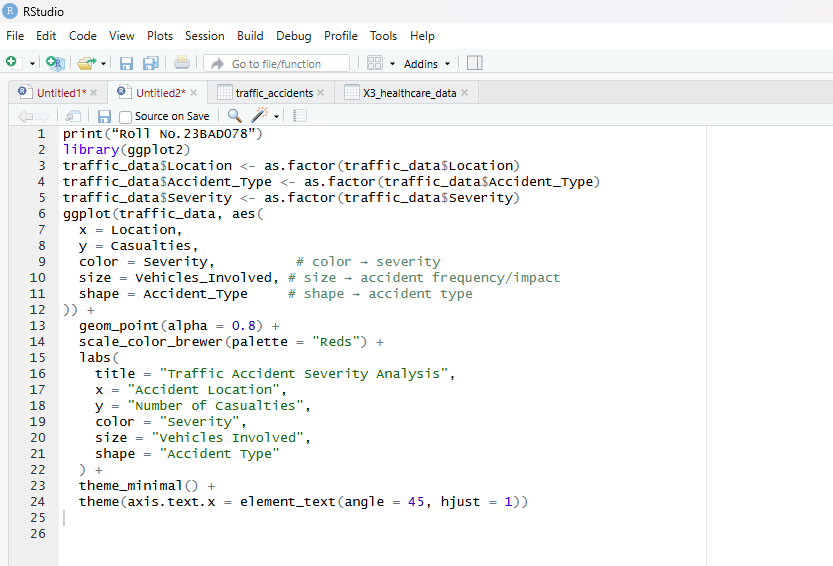 RStudio
File Edit Code View Plots Session Build Debug Profile Tools Help
Go to file/function Addins
Untitled1* Untitled2* traffic_accidents X3_healthcare_data
Source on Save
1 print(“Roll No.23BAD078”)
2 library(ggplot2)
3 traffic_data$Location <- as.factor(traffic_data$Location)
4 traffic_data$Accident_Type <- as.factor(traffic_data$Accident_Type)
5 traffic_data$Severity <- as.factor(traffic_data$Severity)
6 ggplot(traffic_data, aes(
7   x = Location,
8   y = Casualties,
9   color = Severity,          # color → severity
10   size = Vehicles_Involved, # size → accident frequency/impact
11   shape = Accident_Type     # shape → accident type
12 )) +
13   geom_point(alpha = 0.8) +
14   scale_color_brewer(palette = "Reds") +
15   labs(
16     title = "Traffic Accident Severity Analysis",
17     x = "Accident Location",
18     y = "Number of Casualties",
19     color = "Severity",
20     size = "Vehicles Involved",
21     shape = "Accident Type"
22   ) +
23   theme_minimal() +
24   theme(axis.text.x = element_text(angle = 45, hjust = 1))
25
26